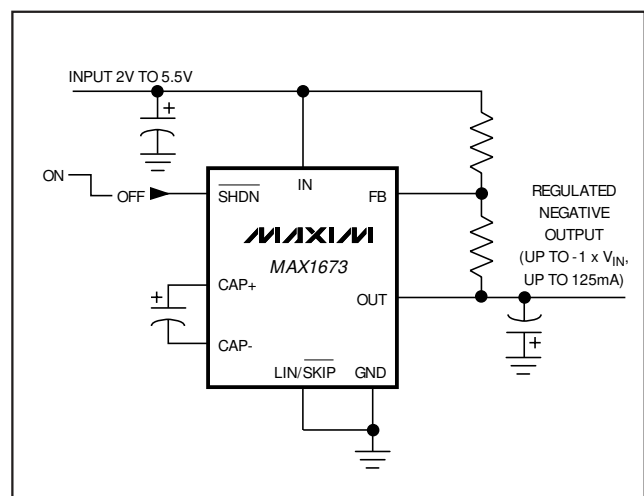 INPUT 2V TO 5.5V
ON
OFF
SHDN
IN
FB
MAXIM
MAX1673
CAP+
CAP-
OUT
LIN/SKIP
GND
REGULATED
NEGATIVE
OUTPUT
(UP TO -1 x VIN,
UP TO 125mA)
+
+
+